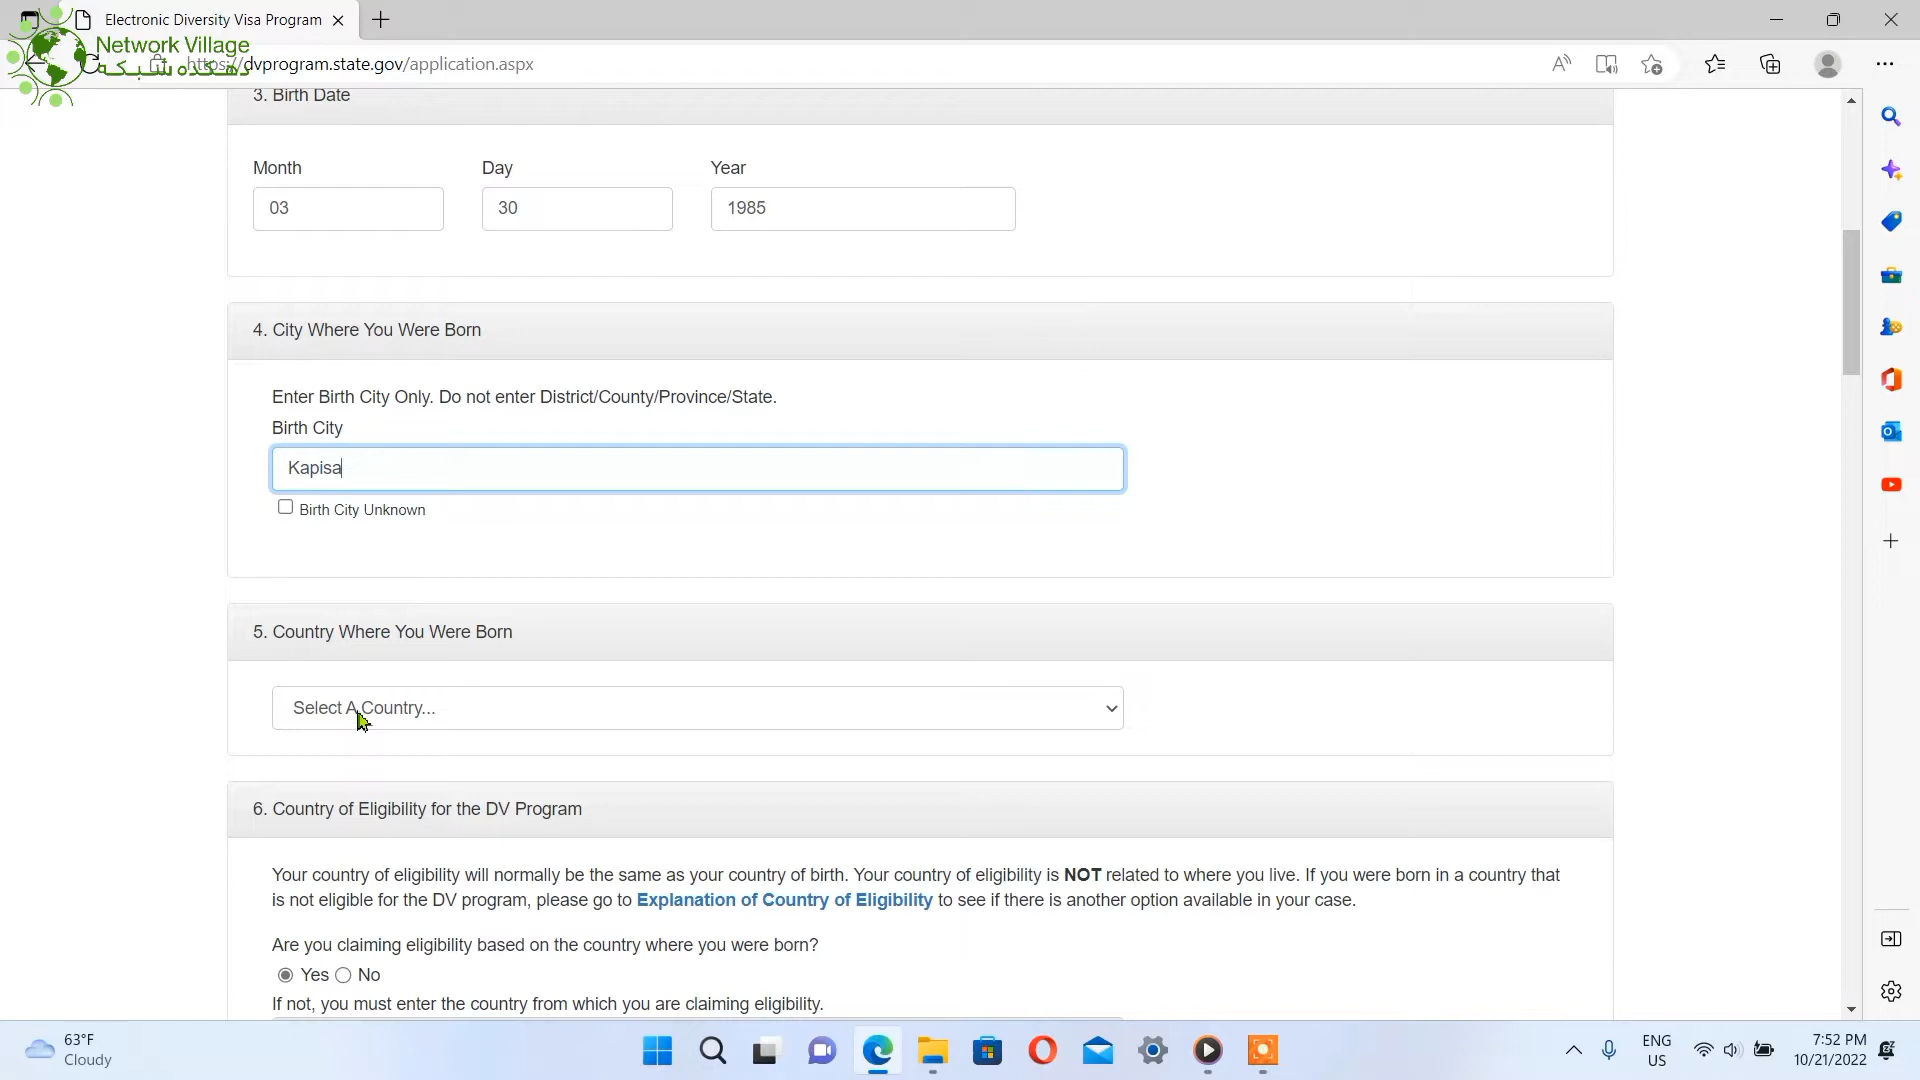 Electronic Diversity Visa Program
Network Village
دهکده شبکه
https://dvprogram.state.gov/application.aspx
3. Birth Date
Month Day Year
03 30 1985
4. City Where You Were Born
Enter Birth City Only. Do not enter District/County/Province/State.
Birth City
Kapisa
Birth City Unknown
5. Country Where You Were Born
Select A Country...
6. Country of Eligibility for the DV Program
Your country of eligibility will normally be the same as your country of birth. Your country of eligibility is NOT related to where you live. If you were born in a country that
is not eligible for the DV program, please go to Explanation of Country of Eligibility to see if there is another option available in your case.
Are you claiming eligibility based on the country where you were born?
Yes No
If not, you must enter the country from which you are claiming eligibility.
63°F
Cloudy
ENG
US
7:52 PM
10/21/2022